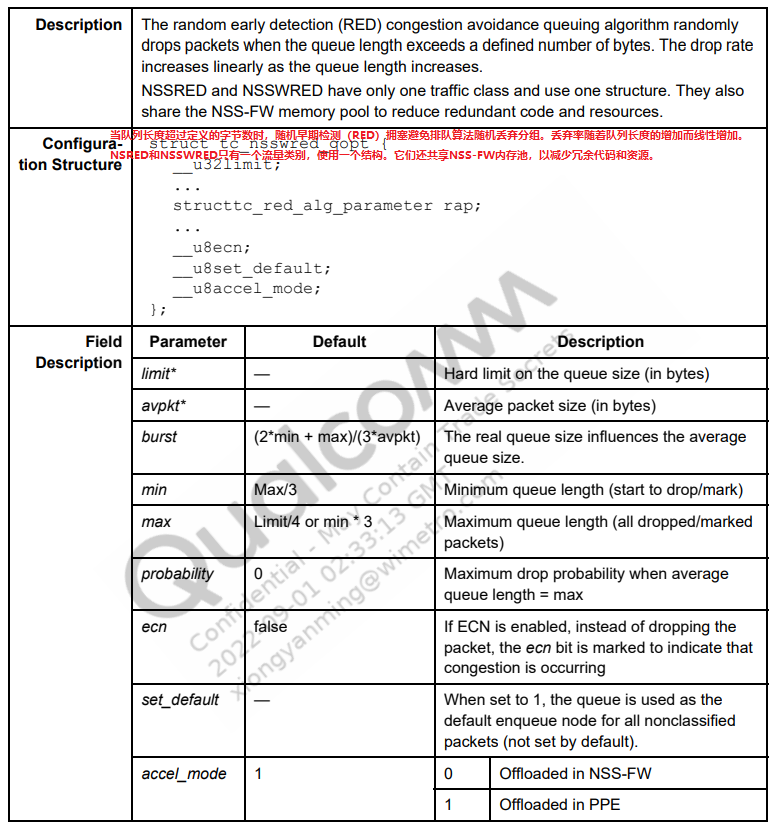 Description
The random early detection (RED) congestion avoidance queuing algorithm randomly
drops packets when the queue length exceeds a defined number of bytes. The drop rate
increases linearly as the queue length increases.
NSSRED and NSSWRED have only one traffic class and use one structure. They also
share the NSS-FW memory pool to reduce redundant code and resources.
当队列长度超过定义的字节数时，随机早期检测（RED）拥塞避免排队算法随机丢弃分组。丢弃率随着队列长度的增加而线性增加。
Configura-
tion Structure
struct tc_nsswred_qopt {
NSRED和NSSWRED只有一个流量类别，使用一个结构。它们还共享NSS-FW内存池，以减少冗余代码和资源。
__u32limit;
...
structtc_red_alg_parameter rap;
...
__u8ecn;
__u8set_default;
__u8accel_mode;
};
Field
Description
Parameter Default Description
limit* — Hard limit on the queue size (in bytes)
avpkt* — Average packet size (in bytes)
burst (2*min + max)/(3*avpkt) The real queue size influences the average
queue size.
min Max/3 Minimum queue length (start to drop/mark)
max Limit/4 or min * 3 Maximum queue length (all dropped/marked
packets)
probability 0 Maximum drop probability when average
queue length = max
ecn false If ECN is enabled, instead of dropping the
packet, the ecn bit is marked to indicate that
congestion is occurring
set_default — When set to 1, the queue is used as the
default enqueue node for all nonclassified
packets (not set by default).
accel_mode 1 0 Offloaded in NSS-FW
1 Offloaded in PPE
Qualcomm
Confidential - May Contain Trade Secrets
2022-09-01 02:33:13 GMT
xiongyanming@wimetro.com